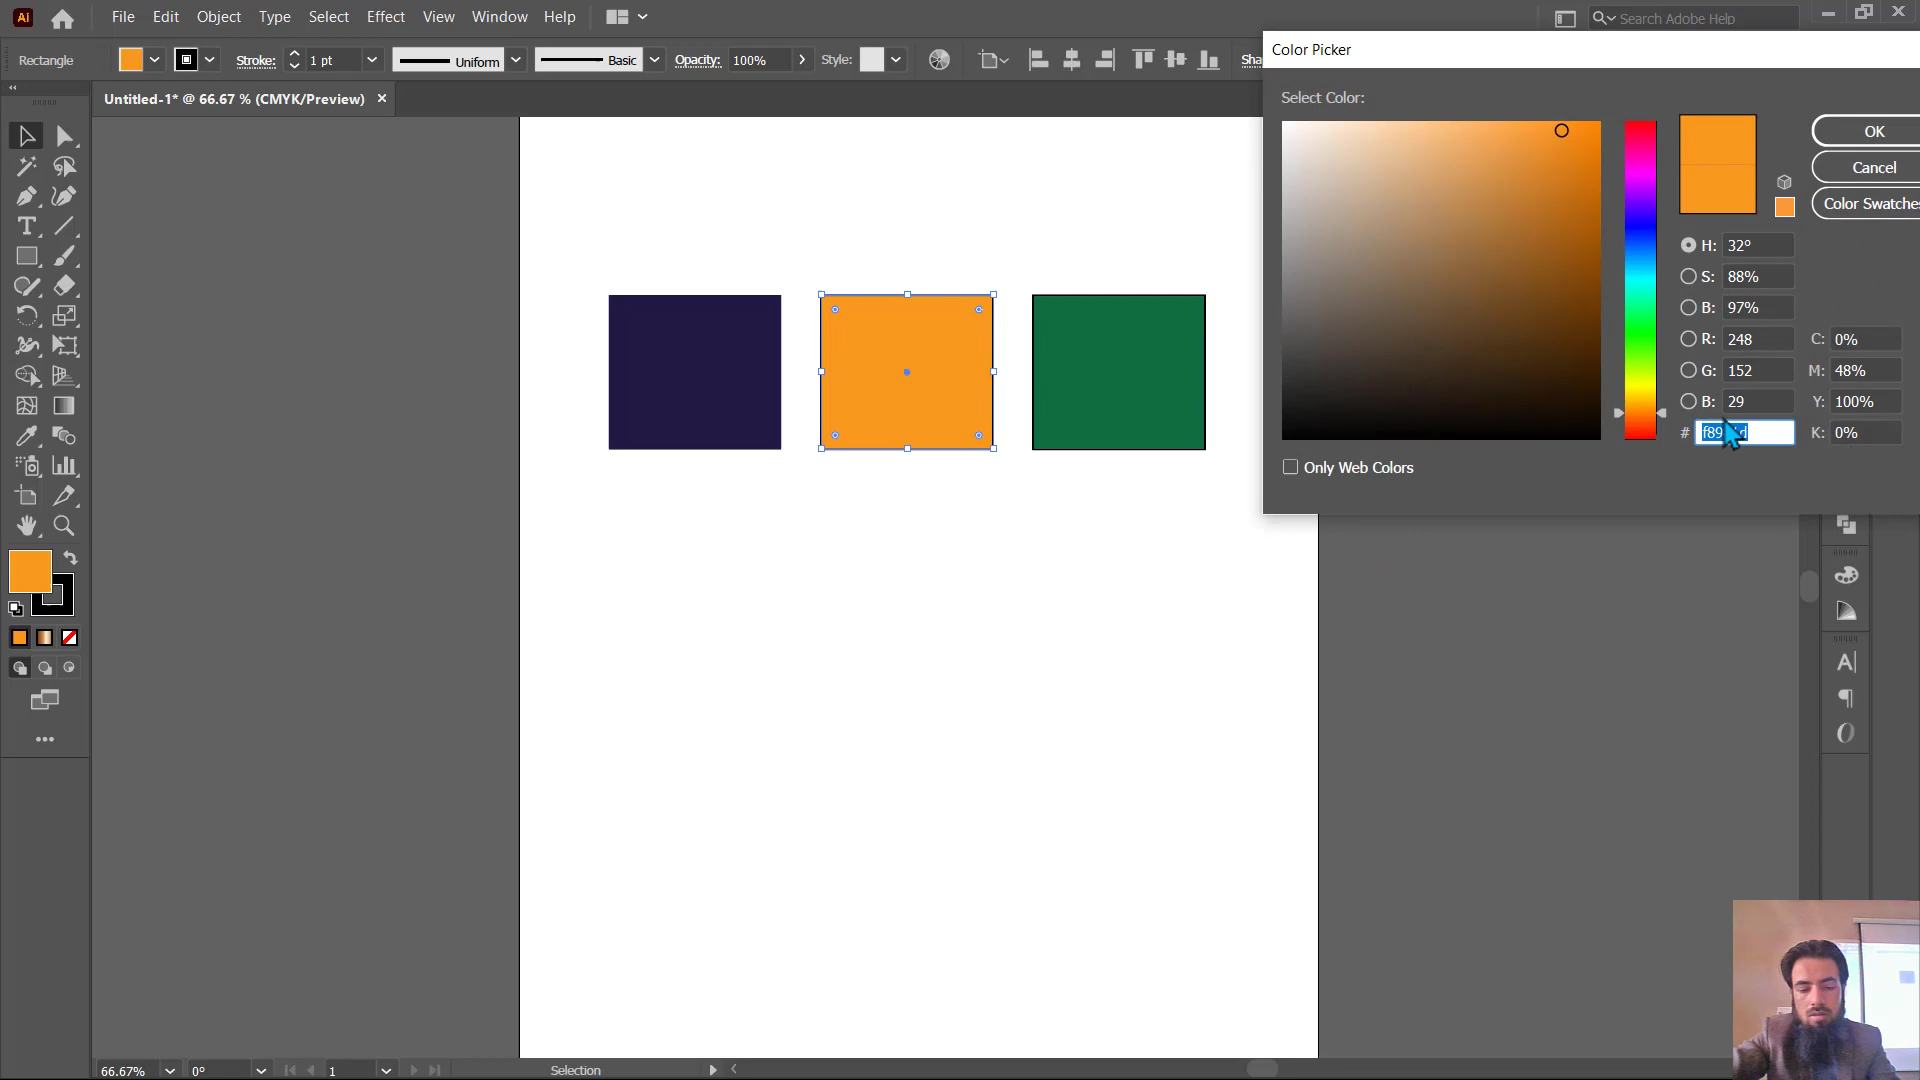 Ai File Edit Object Type Select Effect View Window Help Search Adobe Help
Rectangle Stroke: 1 pt Uniform Basic Opacity: 100% Style: Sha
Color Picker
Untitled-1* @ 66.67 % (CMYK/Preview) ×
Select Color:
OK
Cancel
Color Swatches
H: 32°
S: 88%
B: 97%
R: 248 C: 0%
G: 152 M: 48%
B: 29 Y: 100%
# K: 0%
Only Web Colors
66.67% 0° 1 Selection